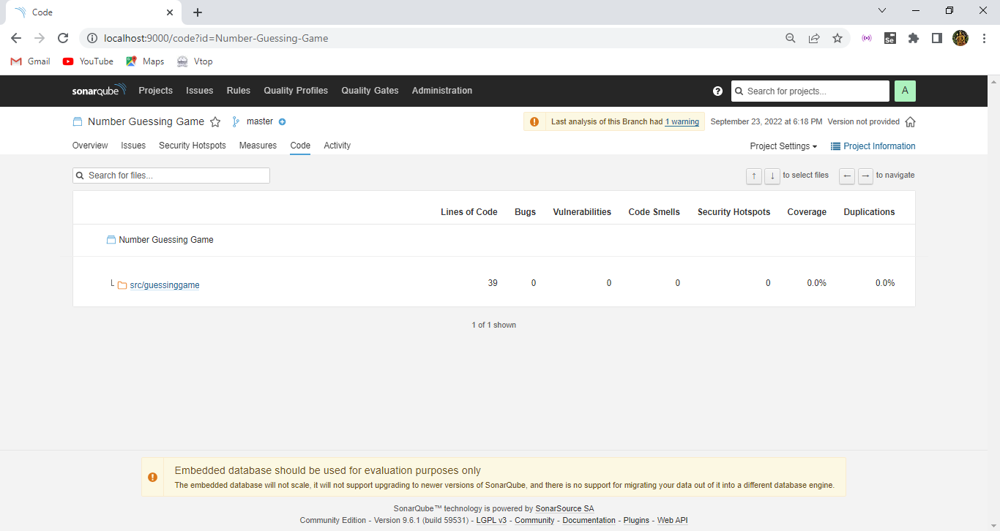 Code
localhost:9000/code?id=Number-Guessing-Game
Se
Gmail YouTube Maps Vtop
sonarqube Projects Issues Rules Quality Profiles Quality Gates Administration ? Search for projects... A
Number Guessing Game master Last analysis of this Branch had 1 warning September 23, 2022 at 6:18 PM Version not provided
Overview Issues Security Hotspots Measures Code Activity Project Settings Project Information
Search for files... ↑ ↓ to select files ← → to navigate
Lines of Code Bugs Vulnerabilities Code Smells Security Hotspots Coverage Duplications
Number Guessing Game
└ src/guessinggame 39 0 0 0 0 0.0% 0.0%
1 of 1 shown
Embedded database should be used for evaluation purposes only
The embedded database will not scale, it will not support upgrading to newer versions of SonarQube, and there is no support for migrating your data out of it into a different database engine.
SonarQube™ technology is powered by SonarSource SA
Community Edition - Version 9.6.1 (build 59531) - LGPL v3 - Community - Documentation - Plugins - Web API